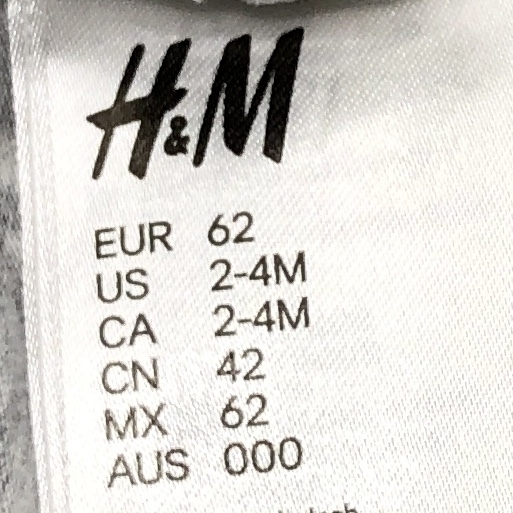 H&M
EUR 62
US 2-4M
CA 2-4M
CN 42
MX 62
AUS 000